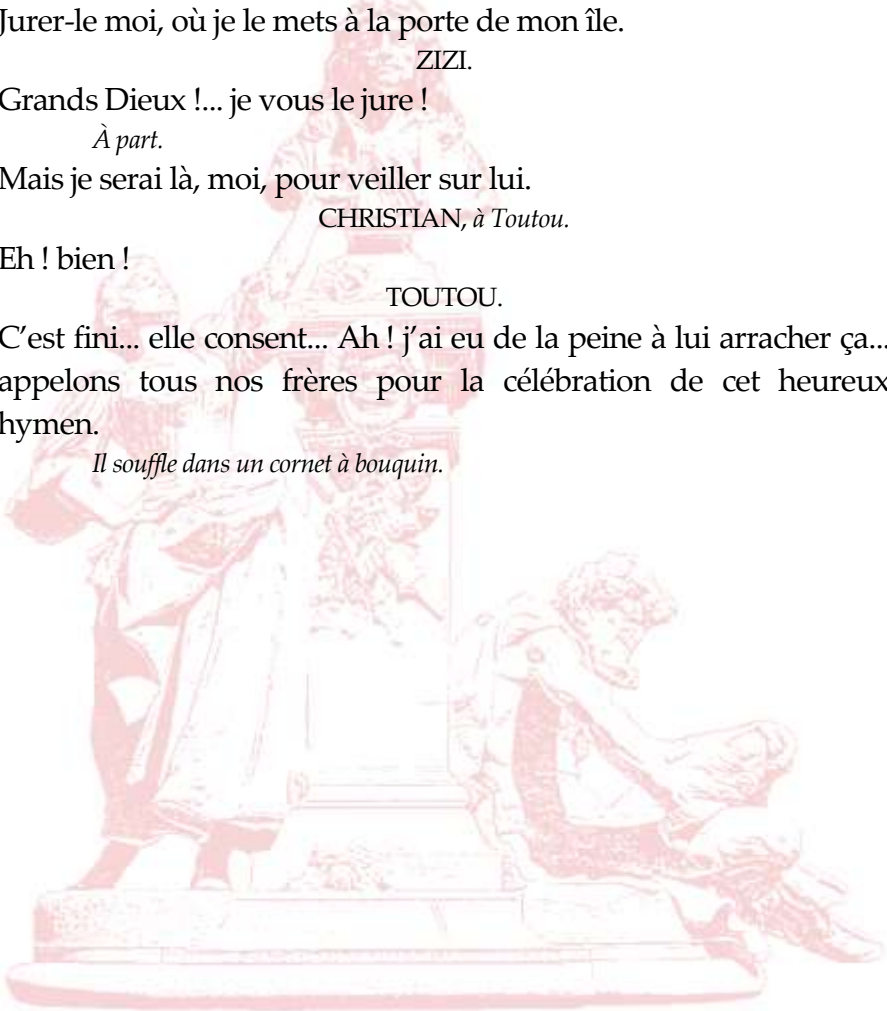 Jurer-le moi, où je le mets à la porte de mon île.
ZIZI.
Grands Dieux !... je vous le jure !
À part.
Mais je serai là, moi, pour veiller sur lui.
CHRISTIAN, à Toutou.
Eh ! bien !
TOUTOU.
C’est fini... elle consent... Ah ! j’ai eu de la peine à lui arracher ça...
appelons tous nos frères pour la célébration de cet heureux
hymen.
Il souffle dans un cornet à bouquin.